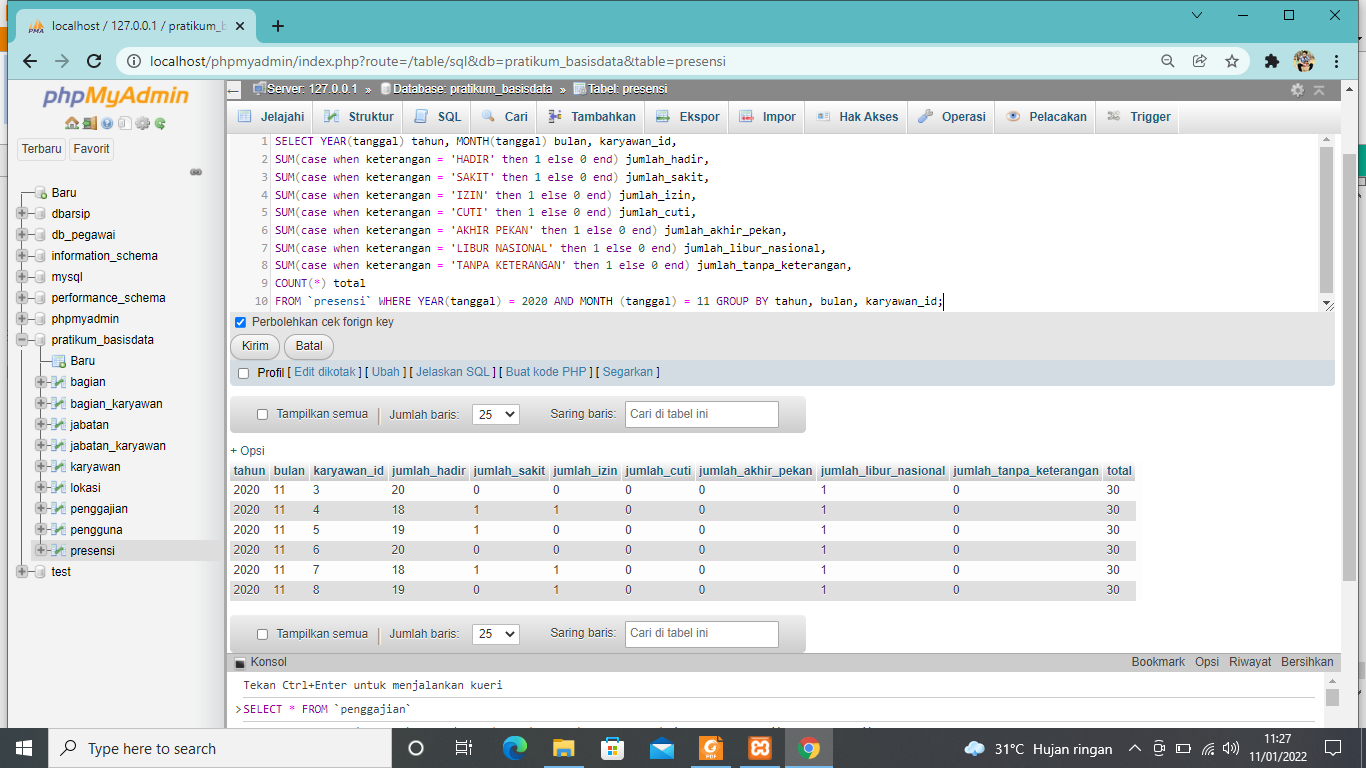 localhost / 127.0.0.1 / pratikum_b
localhost/phpmyadmin/index.php?route=/table/sql&db=pratikum_basisdata&table=presensi
phpMyAdmin
Terbaru Favorit
Baru
dbarsip
db_pegawai
information_schema
mysql
performance_schema
phpmyadmin
pratikum_basisdata
Baru
bagian
bagian_karyawan
jabatan
jabatan_karyawan
karyawan
lokasi
penggajian
pengguna
presensi
test
Server: 127.0.0.1 » Database: pratikum_basisdata » Tabel: presensi
Jelajahi Struktur SQL Cari Tambahkan Ekspor Impor Hak Akses Operasi Pelacakan Trigger
1 SELECT YEAR(tanggal) tahun, MONTH(tanggal) bulan, karyawan_id,
2 SUM(case when keterangan = 'HADIR' then 1 else 0 end) jumlah_hadir,
3 SUM(case when keterangan = 'SAKIT' then 1 else 0 end) jumlah_sakit,
4 SUM(case when keterangan = 'IZIN' then 1 else 0 end) jumlah_izin,
5 SUM(case when keterangan = 'CUTI' then 1 else 0 end) jumlah_cuti,
6 SUM(case when keterangan = 'AKHIR PEKAN' then 1 else 0 end) jumlah_akhir_pekan,
7 SUM(case when keterangan = 'LIBUR NASIONAL' then 1 else 0 end) jumlah_libur_nasional,
8 SUM(case when keterangan = 'TANPA KETERANGAN' then 1 else 0 end) jumlah_tanpa_keterangan,
9 COUNT(*) total
10 FROM `presensi` WHERE YEAR(tanggal) = 2020 AND MONTH (tanggal) = 11 GROUP BY tahun, bulan, karyawan_id;
Perbolehkan cek forign key
Kirim Batal
Profil [ Edit dikotak ] [ Ubah ] [ Jelaskan SQL ] [ Buat kode PHP ] [ Segarkan ]
Tampilkan semua | Jumlah baris: 25 Saring baris: Cari di tabel ini
+ Opsi
tahun bulan karyawan_id jumlah_hadir jumlah_sakit jumlah_izin jumlah_cuti jumlah_akhir_pekan jumlah_libur_nasional jumlah_tanpa_keterangan total
2020 11 3 20 0 0 0 0 1 0 30
2020 11 4 18 1 1 0 0 1 0 30
2020 11 5 19 1 0 0 0 1 0 30
2020 11 6 20 0 0 0 0 1 0 30
2020 11 7 18 1 1 0 0 1 0 30
2020 11 8 19 0 1 0 0 1 0 30
Tampilkan semua | Jumlah baris: 25 Saring baris: Cari di tabel ini
Konsol Bookmark Opsi Riwayat Bersihkan
Tekan Ctrl+Enter untuk menjalankan kueri
>SELECT * FROM `penggajian`
Type here to search
31°C Hujan ringan
11:27
11/01/2022